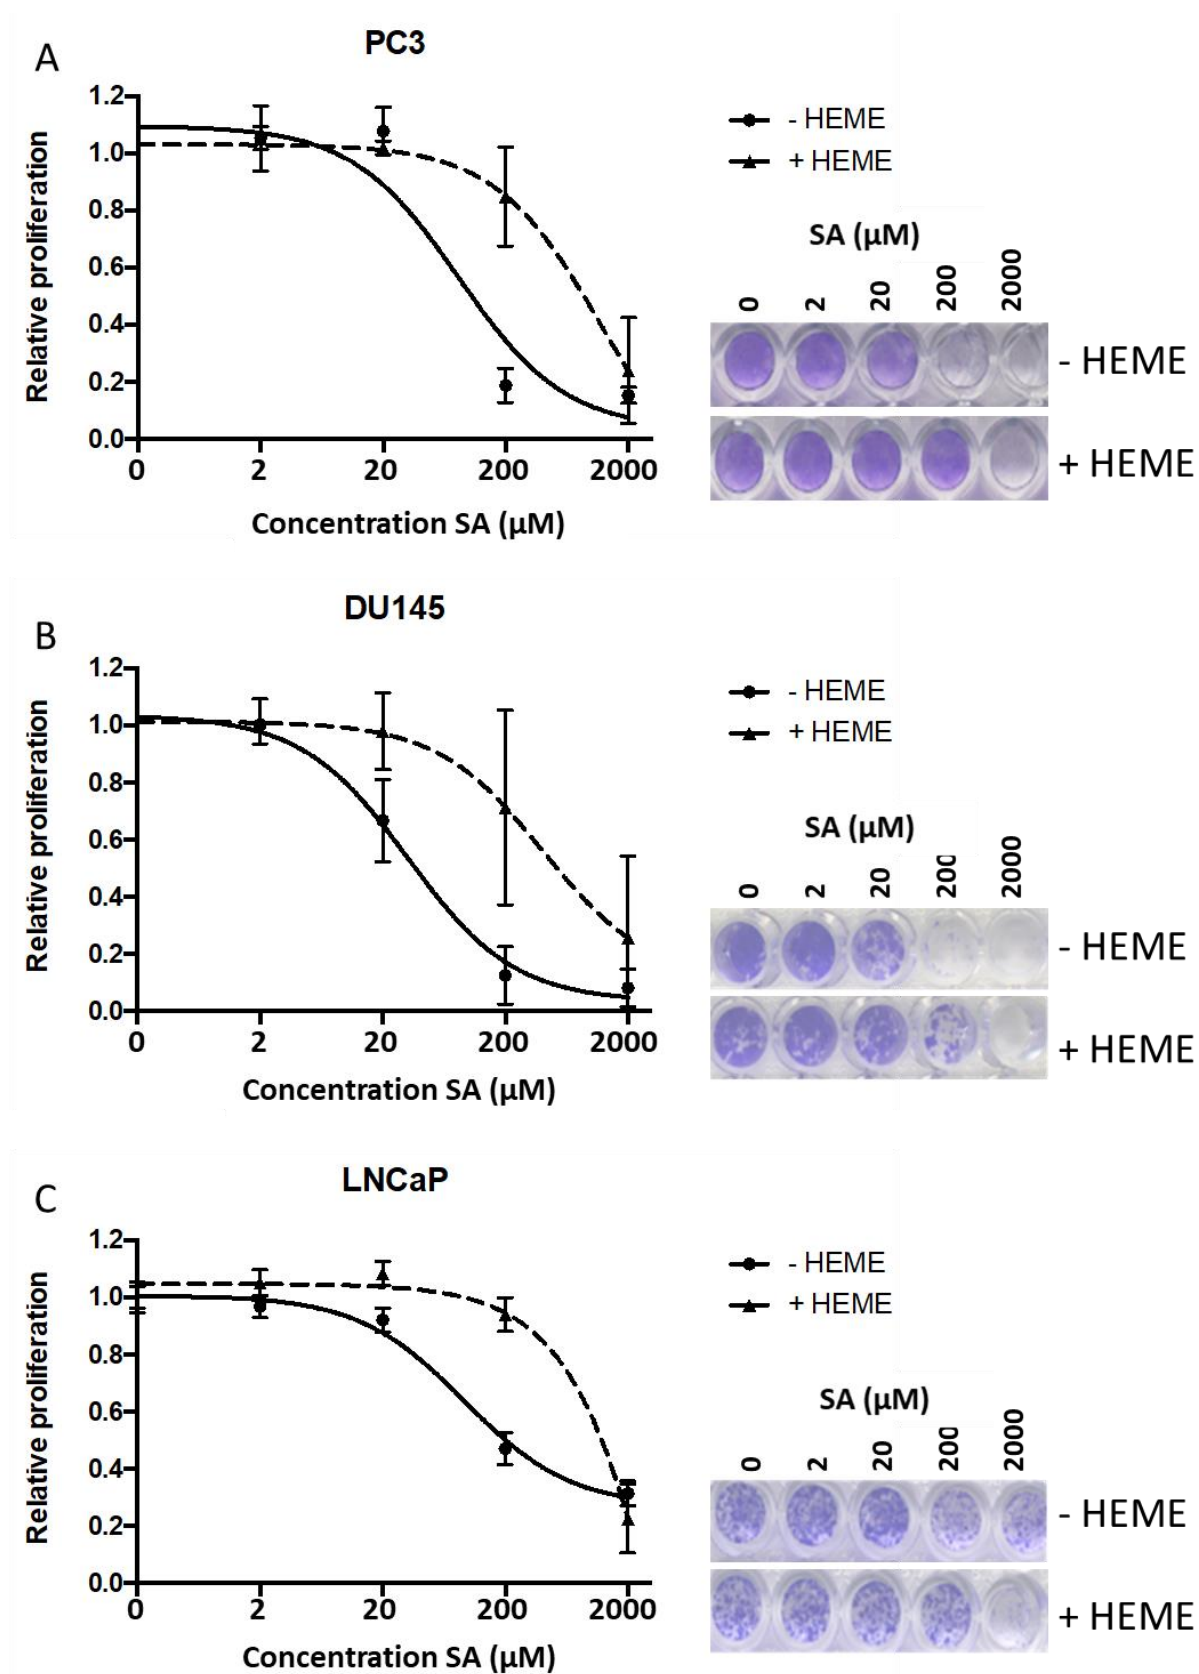 A
PC3
1.2
1.0
0.8
0.6
0.4
0.2
0.0
Relative proliferation
0 2 20 200 2000
Concentration SA (µM)
- HEME
+ HEME
SA (µM)
0 2 20 200 2000
- HEME
+ HEME
B
DU145
1.2
1.0
0.8
0.6
0.4
0.2
0.0
Relative proliferation
0 2 20 200 2000
Concentration SA (µM)
- HEME
+ HEME
SA (µM)
0 2 20 200 2000
- HEME
+ HEME
C
LNCaP
1.2
1.0
0.8
0.6
0.4
0.2
0.0
Relative proliferation
0 2 20 200 2000
Concentration SA (µM)
- HEME
+ HEME
SA (µM)
0 2 20 200 2000
- HEME
+ HEME